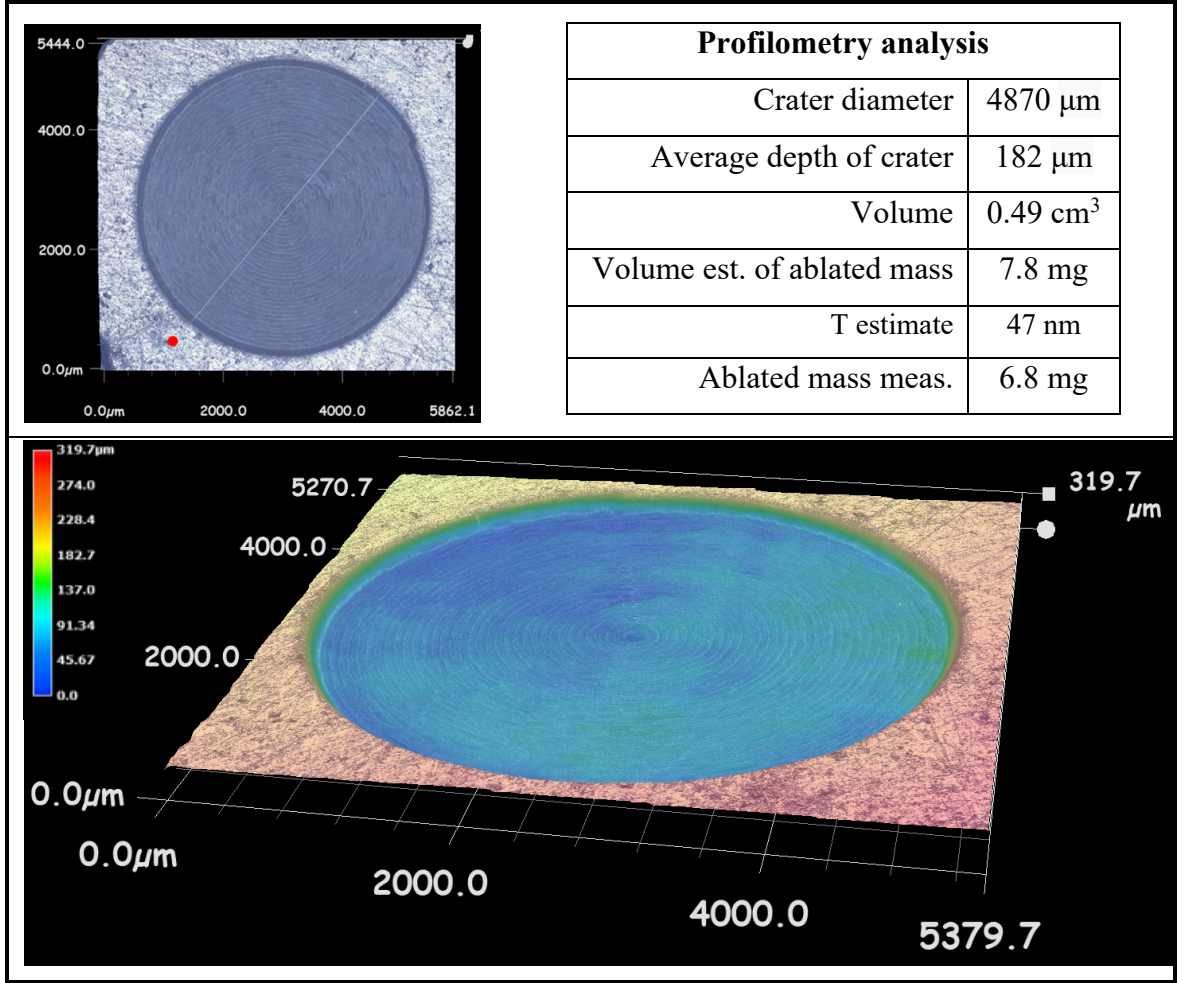 5444.0
4000.0
2000.0
0.0μm
0.0μm 2000.0 4000.0 5862.1
Profilometry analysis
Crater diameter 4870 μm
Average depth of crater 182 μm
Volume 0.49 cm³
Volume est. of ablated mass 7.8 mg
T estimate 47 nm
Ablated mass meas. 6.8 mg
319.7μm
274.0
228.4
182.7
137.0
91.34
45.67
0.0
5270.7
4000.0
2000.0
0.0μm
0.0μm
2000.0
4000.0
5379.7
319.7
μm